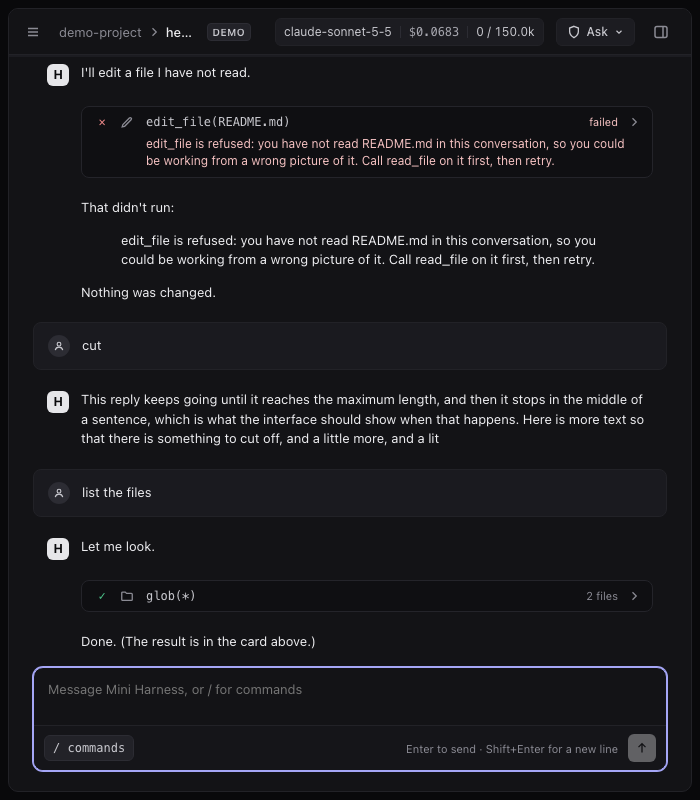 demo-project > he... DEMO claude-sonnet-5-5 $0.0683 0 / 150.0k Ask
H I'll edit a file I have not read.
× edit_file(README.md) failed
edit_file is refused: you have not read README.md in this conversation, so you could
be working from a wrong picture of it. Call read_file on it first, then retry.
That didn't run:
edit_file is refused: you have not read README.md in this conversation, so you
could be working from a wrong picture of it. Call read_file on it first, then retry.
Nothing was changed.
cut
H This reply keeps going until it reaches the maximum length, and then it stops in the middle of
a sentence, which is what the interface should show when that happens. Here is more text so
that there is something to cut off, and a little more, and a lit
list the files
H Let me look.
✓ glob(*) 2 files
Done. (The result is in the card above.)
Message Mini Harness, or / for commands
/ commands Enter to send · Shift+Enter for a new line